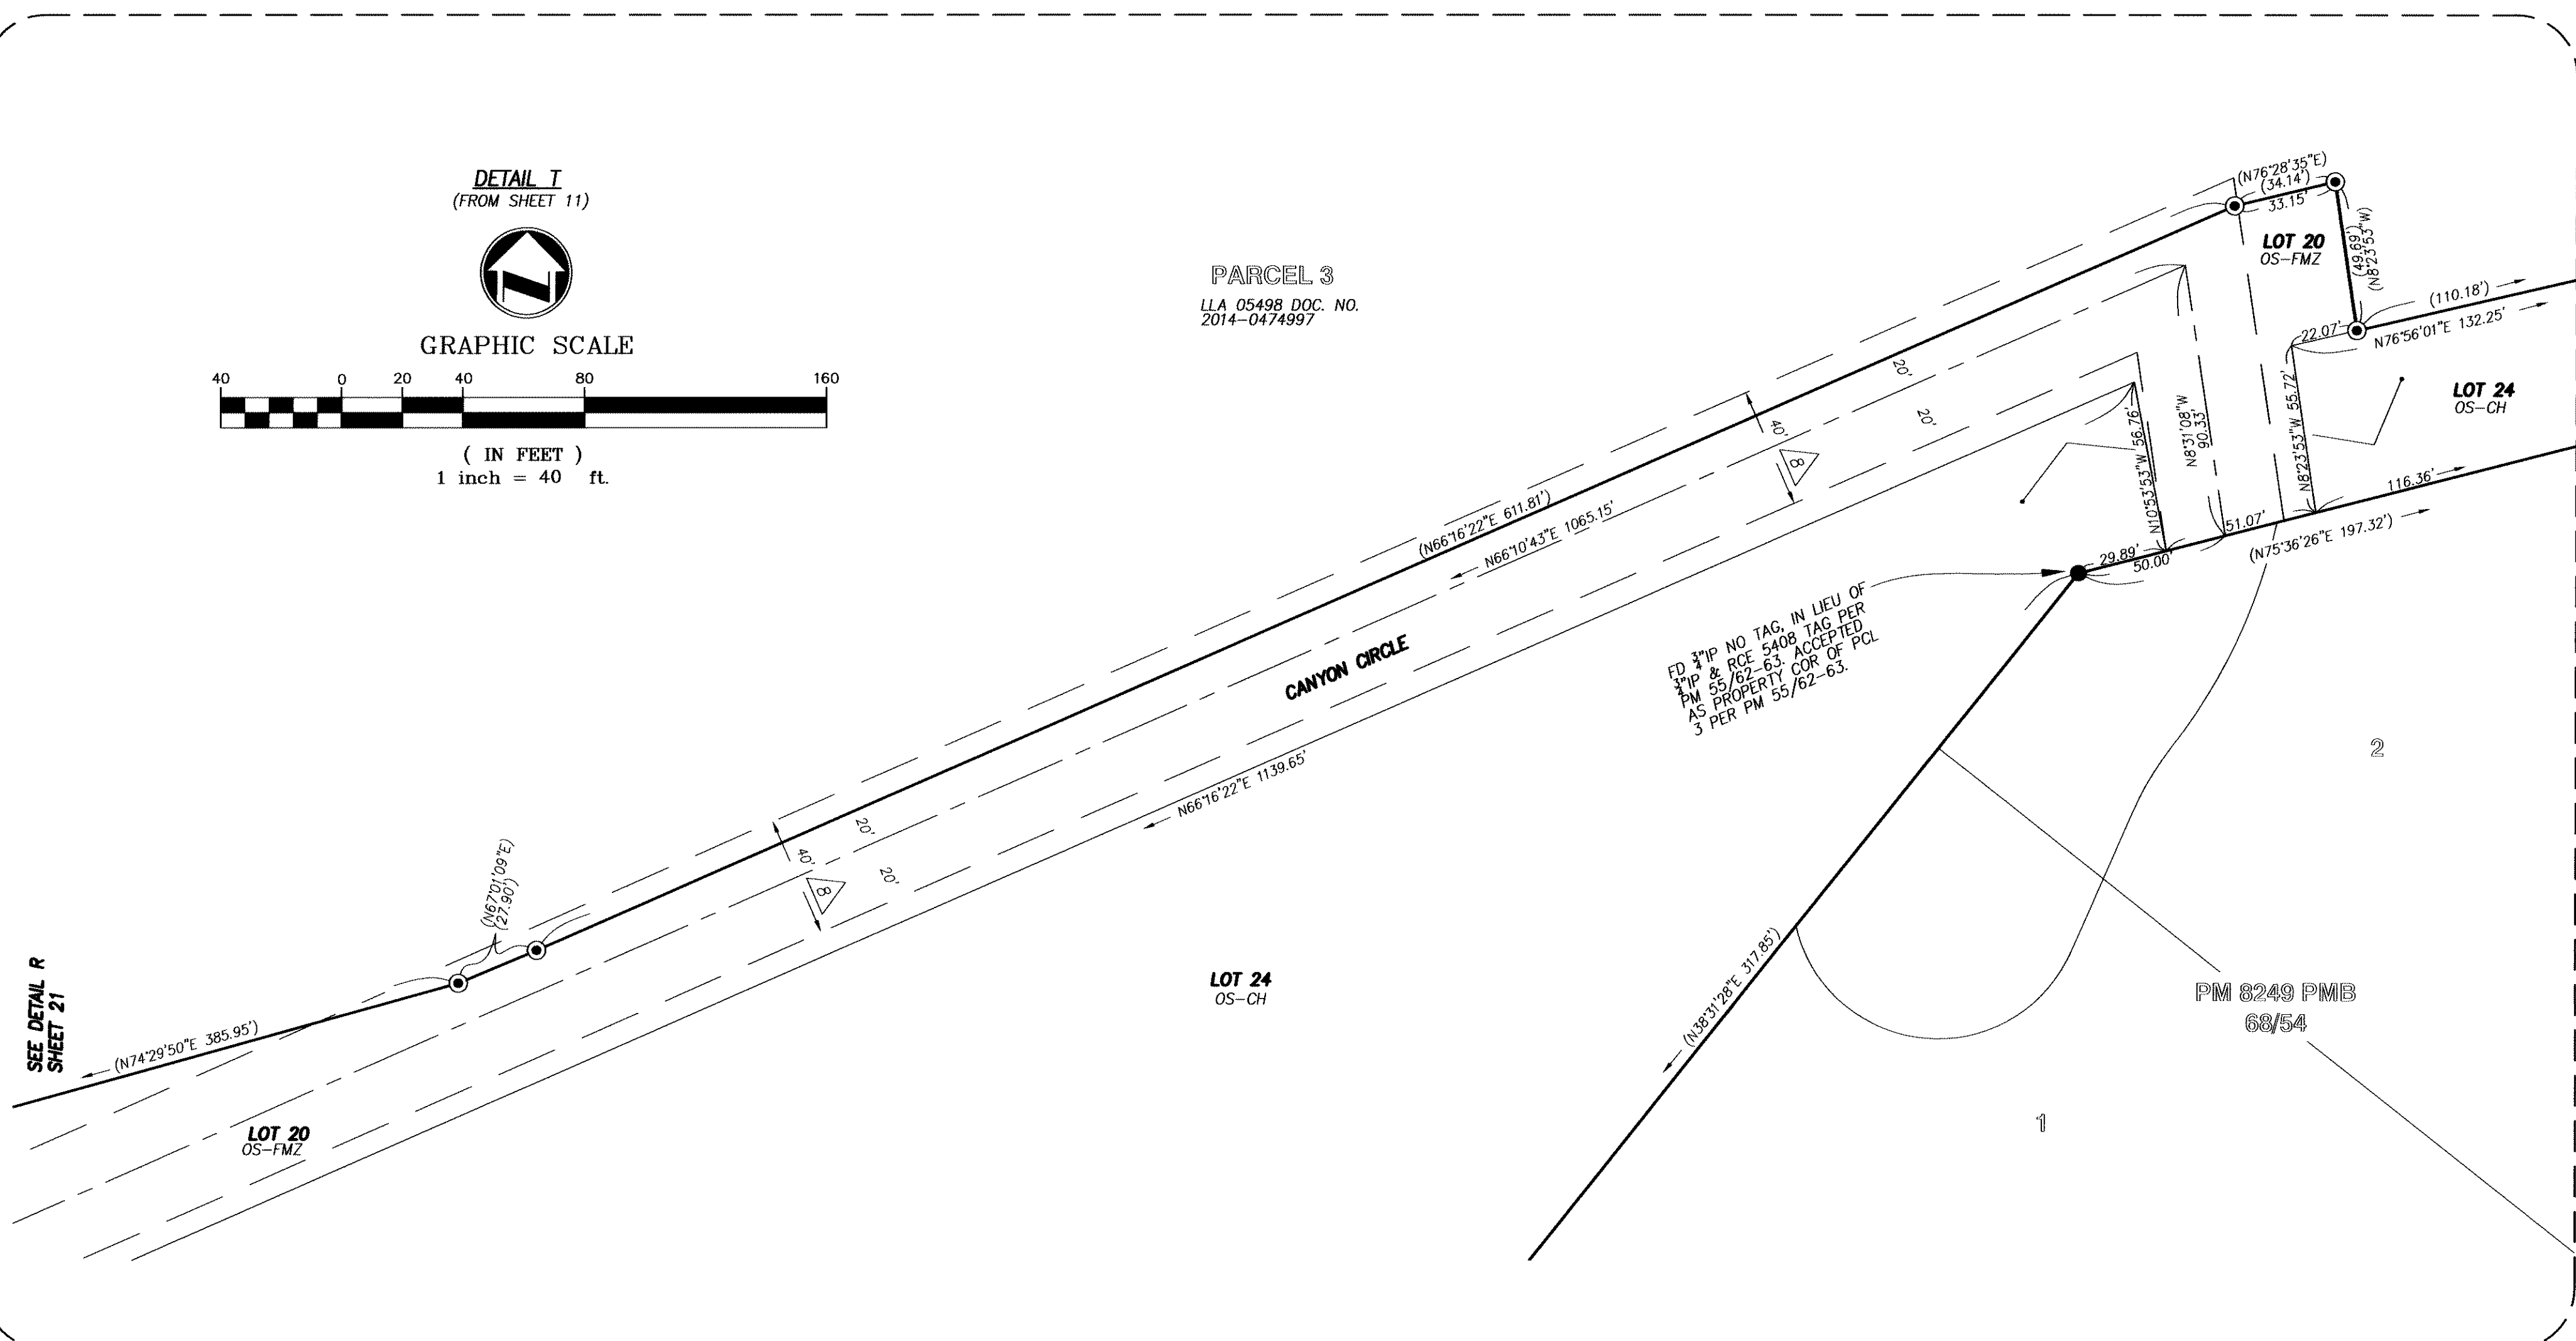 DETAIL T
(FROM SHEET 11)
GRAPHIC SCALE
40 0 20 40 80 160
( IN FEET )
1 inch = 40 ft.
PARCEL 3
LLA 05498 DOC. NO.
2014-0474997
(N76°28'35"E)
(34.14')
33.15'
LOT 20
OS-FMZ
(49.69')
(N8°23'53"W)
(110.18')
22.07'
N76°56'01"E 132.25'
LOT 24
OS-CH
N8°23'53"W 55.72'
116.36'
(N75°36'26"E 197.32')
51.07'
N8°31'08"W
90.33'
N10°53'53"W 56.76'
29.89'
50.00'
20'
20'
40'
8
(N66°16'22"E 611.81')
N66°10'43"E 1065.15'
CANYON CIRCLE
N66°16'22"E 1139.65'
FD 3/4"IP NO TAG, IN LIEU OF
3/4"IP & RCE 5408 TAG PER
PM 55/62-63. ACCEPTED
AS PROPERTY COR OF PCL
3 PER PM 55/62-63.
2
20'
40'
20'
8
(N67°01'09"E)
(27.90')
SEE DETAIL R
SHEET 21
(N74°29'50"E 385.95')
LOT 20
OS-FMZ
LOT 24
OS-CH
(N38°31'28"E 317.85')
PM 8249 PMB
68/54
1